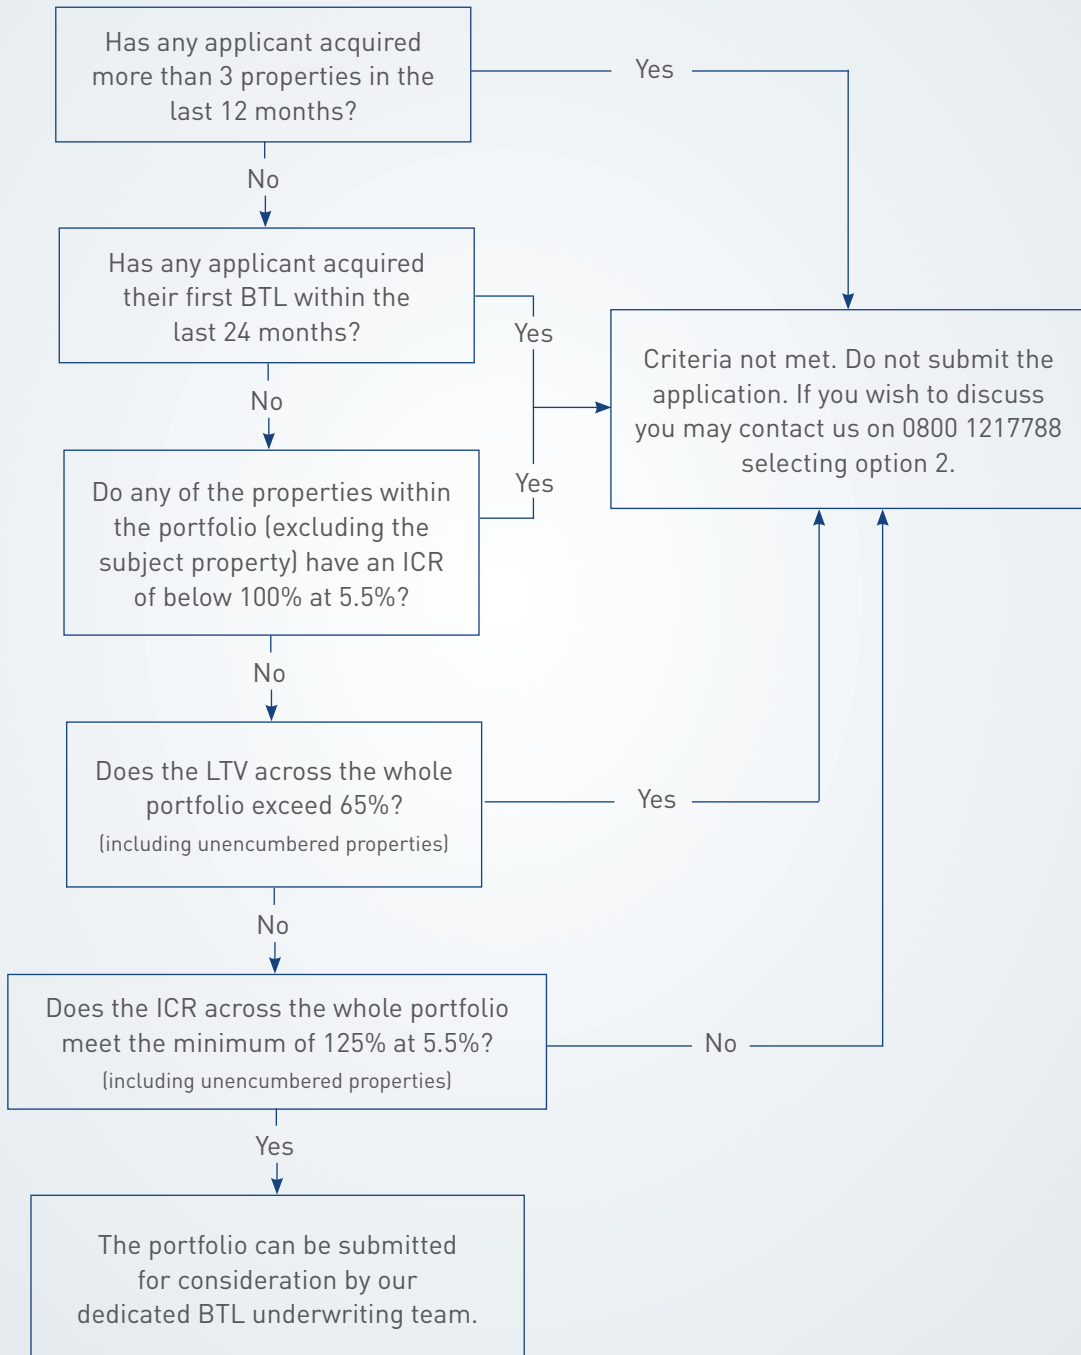 Has any applicant acquired
more than 3 properties in the
last 12 months?
Yes
No
Has any applicant acquired
their first BTL within the
last 24 months?
Yes
No
Criteria not met. Do not submit the
application. If you wish to discuss
you may contact us on 0800 1217788
selecting option 2.
Do any of the properties within
the portfolio (excluding the
subject property) have an ICR
of below 100% at 5.5%?
Yes
No
Does the LTV across the whole
portfolio exceed 65%?
(including unencumbered properties)
Yes
No
Does the ICR across the whole portfolio
meet the minimum of 125% at 5.5%?
(including unencumbered properties)
No
Yes
The portfolio can be submitted
for consideration by our
dedicated BTL underwriting team.